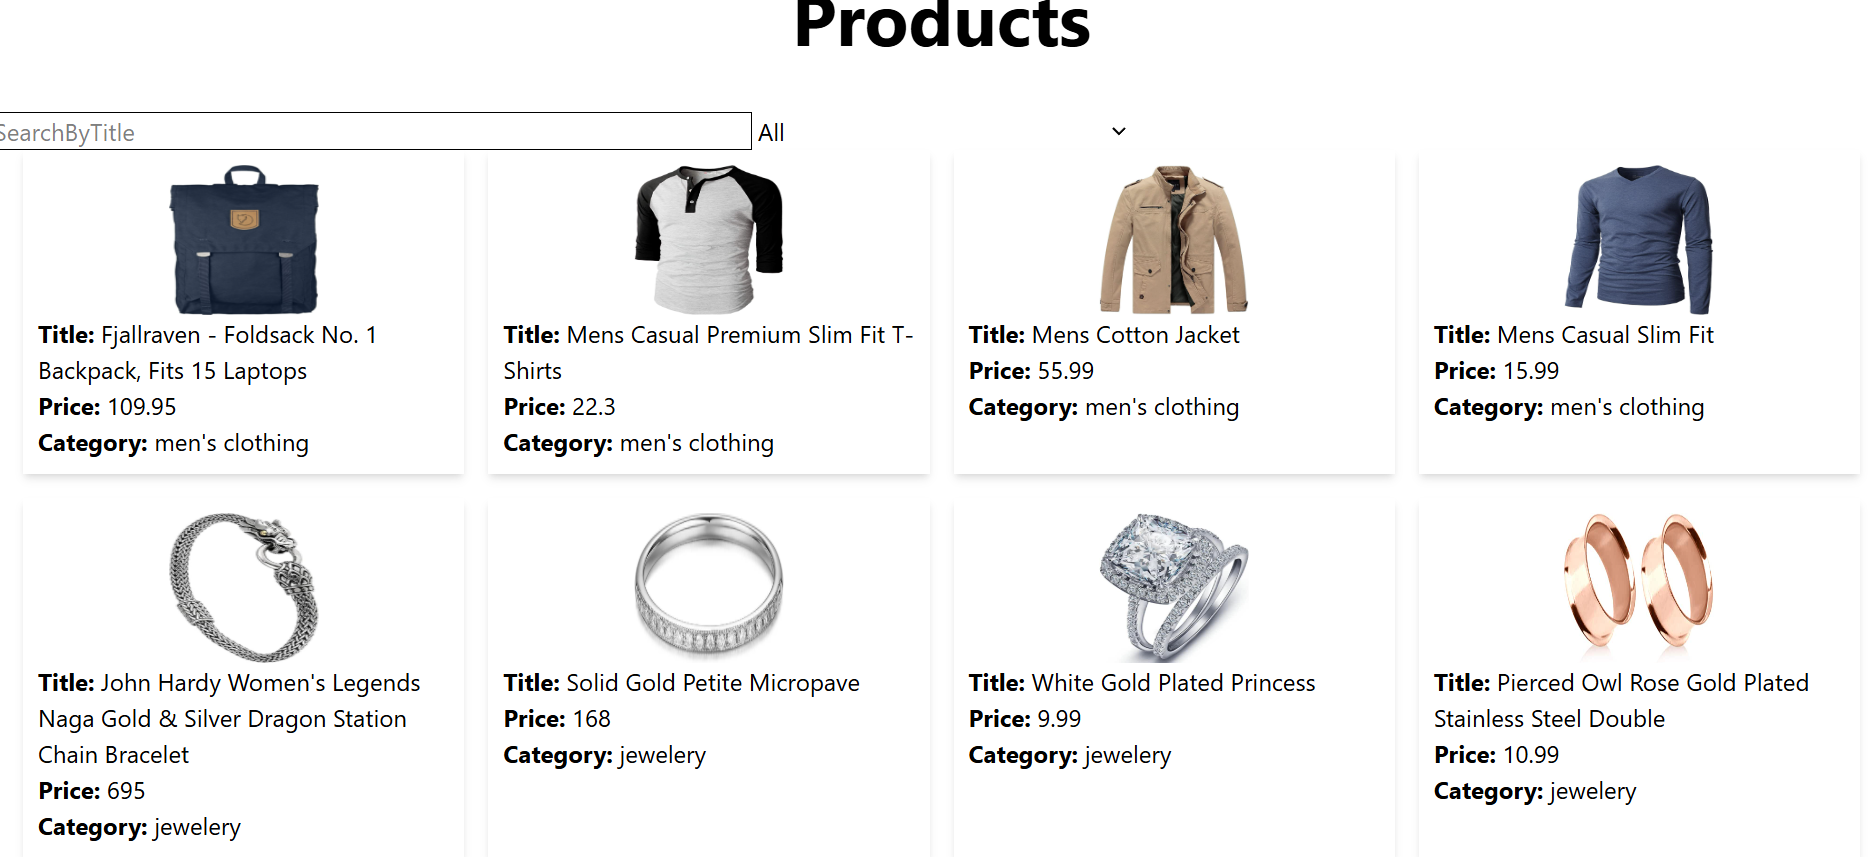 Products
SearchByTitle
All
Title: Fjallraven - Foldsack No. 1
Backpack, Fits 15 Laptops
Price: 109.95
Category: men's clothing
Title: Mens Casual Premium Slim Fit T-
Shirts
Price: 22.3
Category: men's clothing
Title: Mens Cotton Jacket
Price: 55.99
Category: men's clothing
Title: Mens Casual Slim Fit
Price: 15.99
Category: men's clothing
Title: John Hardy Women's Legends
Naga Gold & Silver Dragon Station
Chain Bracelet
Price: 695
Category: jewelery
Title: Solid Gold Petite Micropave
Price: 168
Category: jewelery
Title: White Gold Plated Princess
Price: 9.99
Category: jewelery
Title: Pierced Owl Rose Gold Plated
Stainless Steel Double
Price: 10.99
Category: jewelery